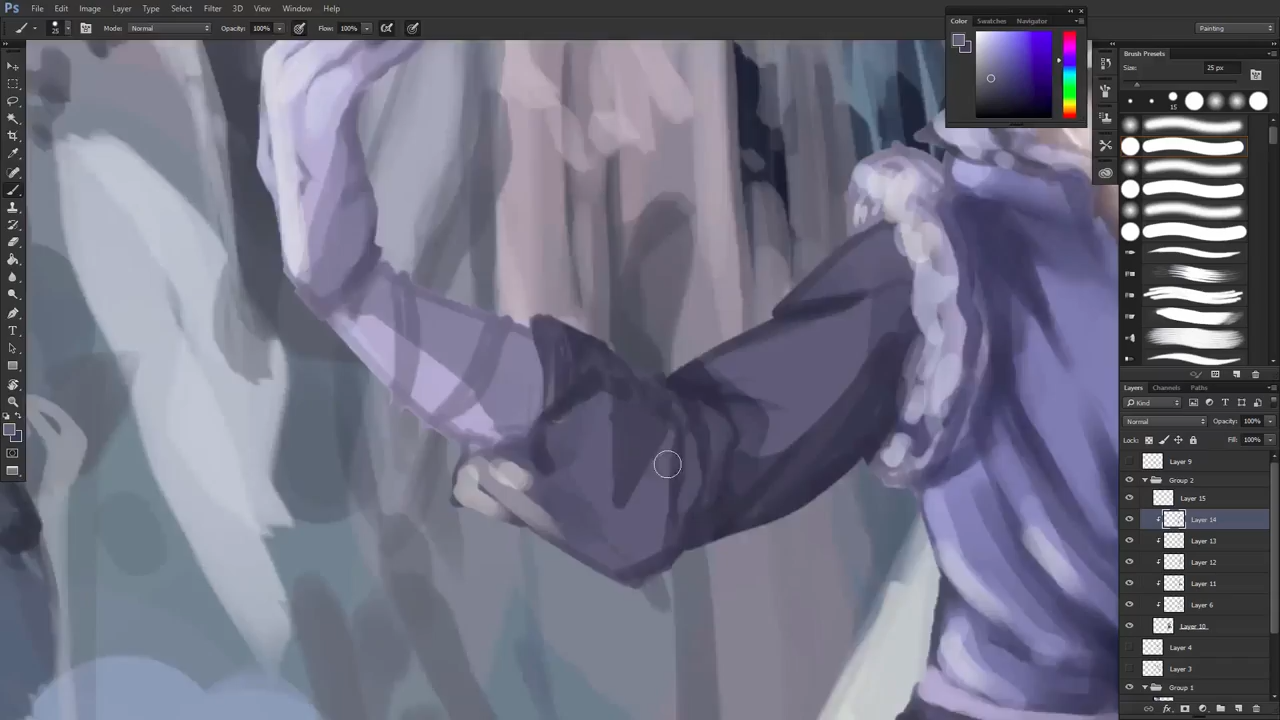 Ps File Edit Image Layer Type Select Filter 3D View Window Help
25 Mode: Normal Opacity: 100% Flow: 100% Painting
Color Swatches Navigator
Brush Presets
Size: 25 px
15
Layers Channels Paths
Kind
Normal Opacity: 100%
Lock: Fill: 100%
Layer 9
Group 2
Layer 15
Layer 14
Layer 13
Layer 12
Layer 11
Layer 6
Layer 10
Layer 4
Layer 3
Group 1